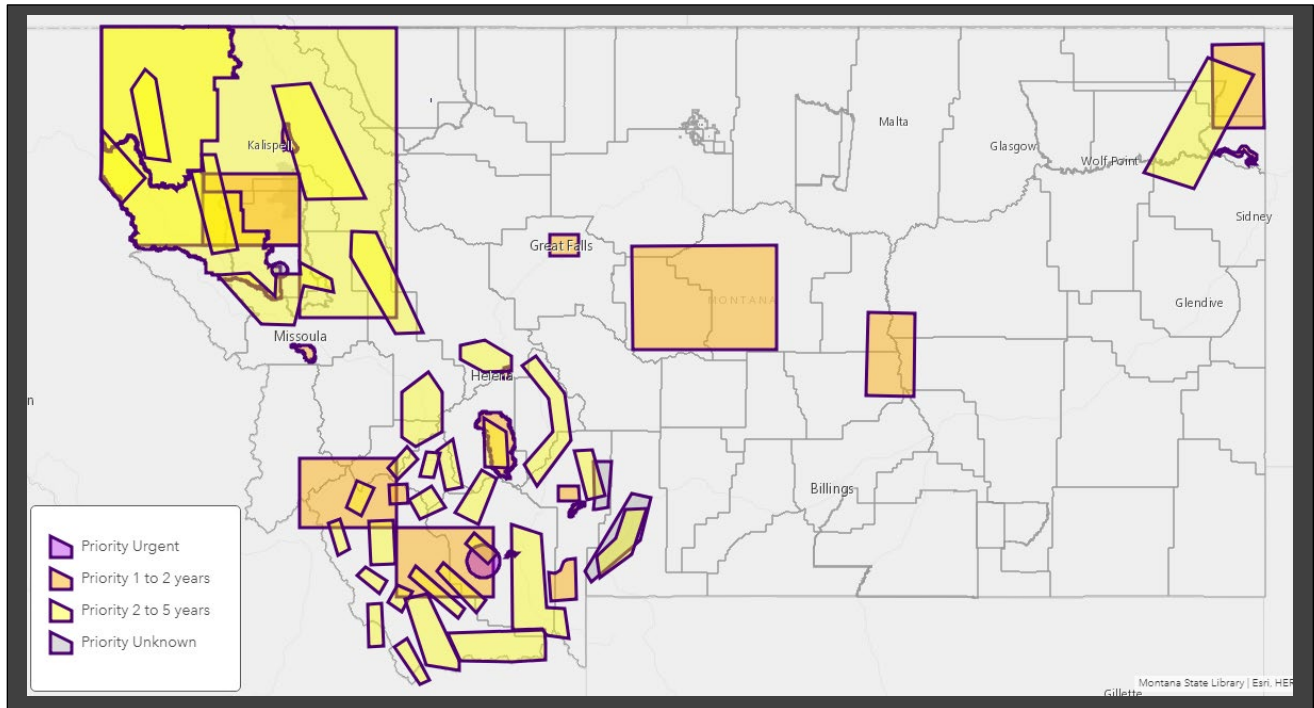 Kalispell
Malta
Glasgow
Wolf Point
Sidney
Great Falls
MONTANA
Glendive
Missoula
Helena
Billings
Priority Urgent
Priority 1 to 2 years
Priority 2 to 5 years
Priority Unknown
n
Montana State Library | Esri, HER
Gillette